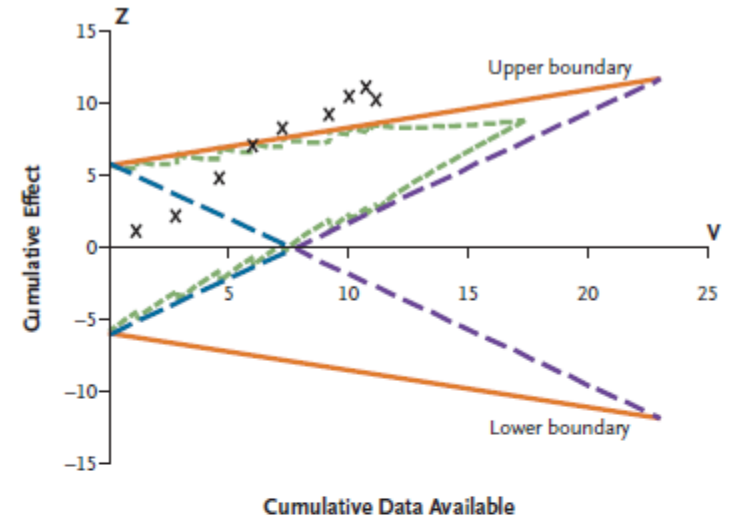 Z
15
Upper boundary
10
5
V
0
5 10 15 20 25
−5
−10
Lower boundary
−15
Cumulative Effect
Cumulative Data Available